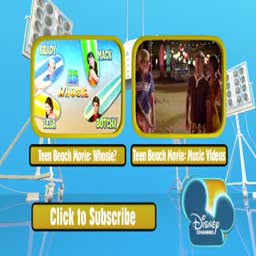 BRADY
MACK
WHOSIE?
LELA
BUTCHY
Teen Beach Movie: Whosie?
Teen Beach Movie: Music Videos
Click to Subscribe
Disney
CHANNEL